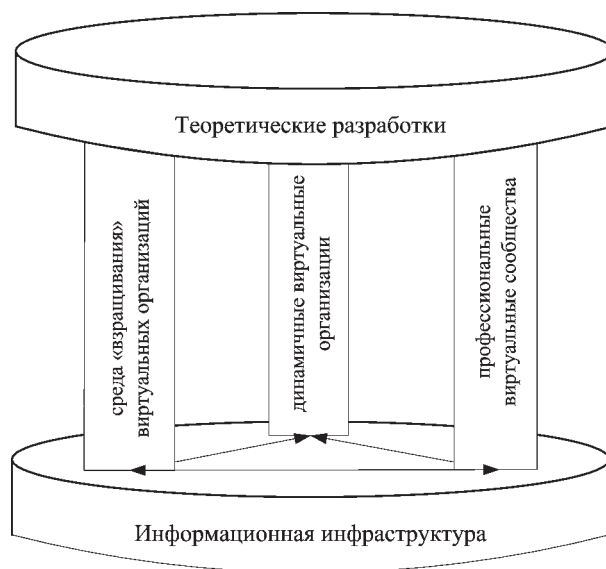 Теоретические разработки
среда «взращивания»
виртуальных организаций
динамичные виртуальные
организации
профессиональные
виртуальные сообщества
Информационная инфраструктура